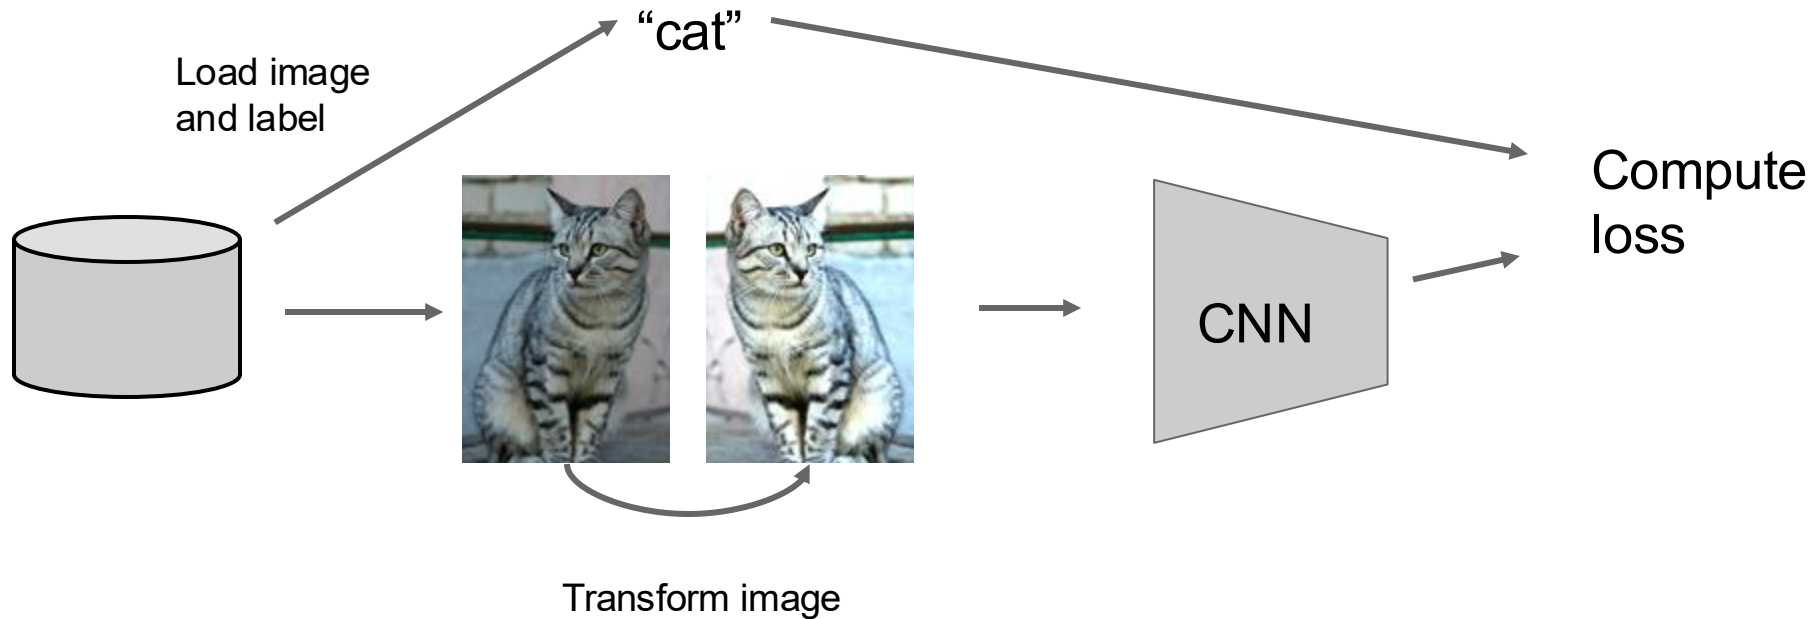 “cat”
Load image
and label
Compute
loss
CNN
Transform image